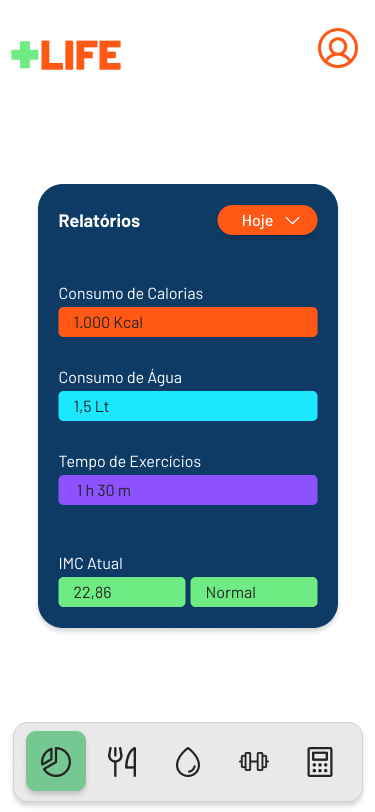 +LIFE
Relatórios
Hoje
Consumo de Calorias
1.000 Kcal
Consumo de Água
1,5 Lt
Tempo de Exercícios
1 h 30 m
IMC Atual
22,86 Normal